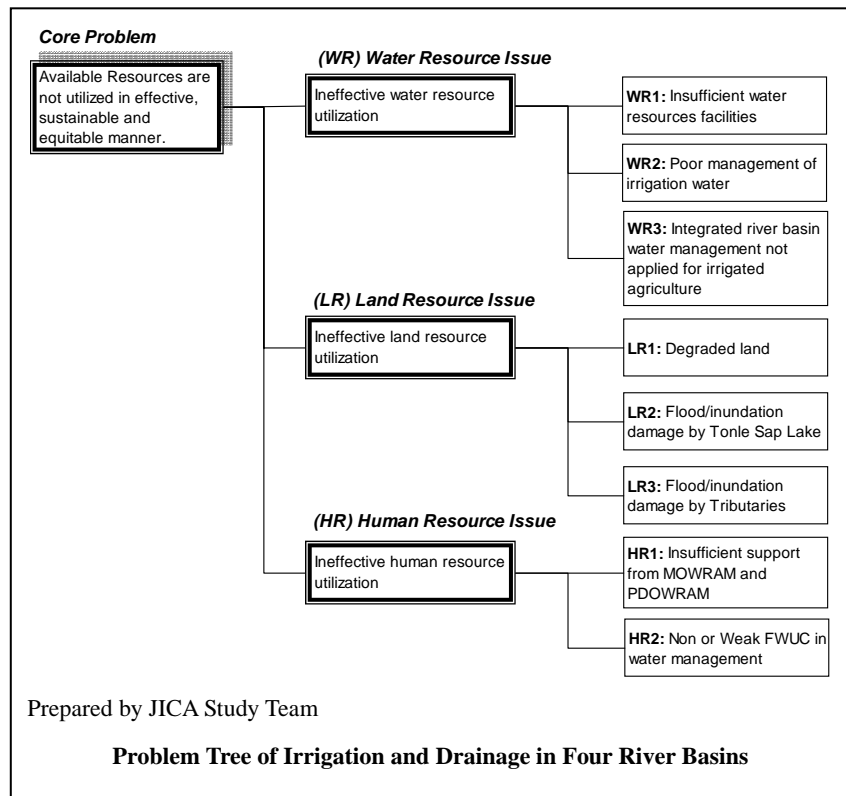 Core Problem
Available Resources are
not utilized in effective,
sustainable and
equitable manner.
(WR) Water Resource Issue
Ineffective water resource
utilization
WR1: Insufficient water
resources facilities
WR2: Poor management of
irrigation water
WR3: Integrated river basin
water management not
applied for irrigated
agriculture
(LR) Land Resource Issue
Ineffective land resource
utilization
LR1: Degraded land
LR2: Flood/inundation
damage by Tonle Sap Lake
LR3: Flood/inundation
damage by Tributaries
(HR) Human Resource Issue
Ineffective human resource
utilization
HR1: Insufficient support
from MOWRAM and
PDOWRAM
HR2: Non or Weak FWUC in
water management
Prepared by JICA Study Team
Problem Tree of Irrigation and Drainage in Four River Basins